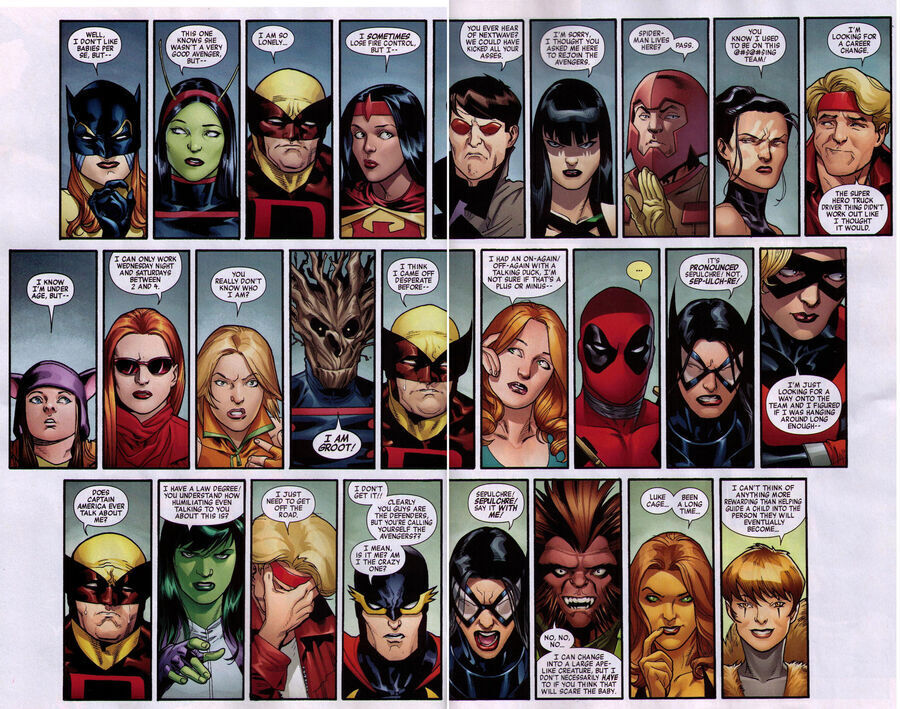 WELL,
I DON'T LIKE
BABIES PER
SE, BUT--
THIS ONE
KNOWS SHE
WASN'T A VERY
GOOD AVENGER,
BUT--
I AM SO
LONELY...
I SOMETIMES
LOSE FIRE CONTROL,
BUT I--
YOU EVER HEAR
OF NEXTWAVE?
WE COULD HAVE
KICKED ALL YOUR
ASSES.
I'M SORRY,
I THOUGHT YOU
ASKED ME HERE
TO REJOIN THE
AVENGERS.
SPIDER-
MAN LIVES
HERE?
PASS.
YOU
KNOW I USED
TO BE ON THIS
@#$@#$ING
TEAM!
I'M
LOOKING FOR
A CAREER
CHANGE.
THE SUPER
HERO TRUCK
DRIVER THING DIDN'T
WORK OUT LIKE
I THOUGHT
IT WOULD.
I KNOW
I'M UNDER
AGE, BUT--
I CAN ONLY WORK
WEDNESDAY NIGHT
AND SATURDAYS
BETWEEN
2 AND 4.
YOU
REALLY DON'T
KNOW WHO
I AM?
I AM
GROOT!
I THINK
I CAME OFF
DESPERATE
BEFORE--
I HAD AN ON-AGAIN/
OFF-AGAIN WITH A
TALKING DUCK, I'M
NOT SURE IF THAT'S
A PLUS OR MINUS--
...
IT'S
PRONOUNCED
SEPULCHRE! NOT,
SEP-ULCH-RE!
I'M JUST
LOOKING FOR A
WAY ONTO THE
TEAM AND I FIGURED
IF I WAS HANGING
AROUND LONG
ENOUGH--
DOES
CAPTAIN
AMERICA EVER
TALK ABOUT
ME?
I HAVE A LAW DEGREE!
YOU UNDERSTAND HOW
HUMILIATING EVEN
TALKING TO YOU
ABOUT THIS IS?
I JUST
NEED TO GET
OFF THE
ROAD.
I DON'T
GET IT!!
CLEARLY
YOU GUYS ARE
THE DEFENDERS,
BUT YOU'RE CALLING
YOURSELF THE
AVENGERS??
I MEAN,
IS IT ME? AM
I THE CRAZY
ONE?
SEPULCHRE!
SEPULCHRE!
SAY IT WITH
ME!
NO, NO,
NO...
I CAN CHANGE
INTO A LARGE APE-
LIKE CREATURE, BUT I
DON'T NECESSARILY HAVE
TO IF YOU THINK THAT
WILL SCARE THE BABY.
LUKE
CAGE...
BEEN
A LONG
TIME...
I CAN'T THINK OF
ANYTHING MORE
REWARDING THAN HELPING
GUIDE A CHILD INTO THE
PERSON THEY WILL
EVENTUALLY
BECOME...